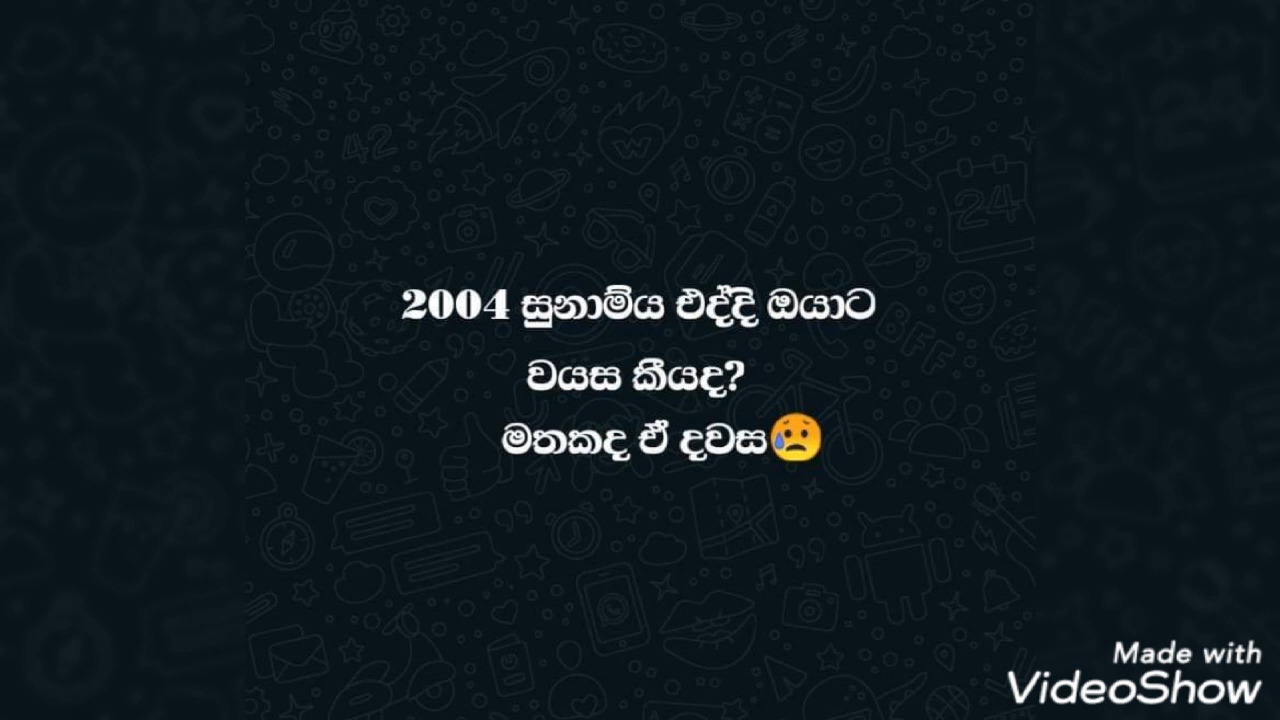 2004 සුනාමිය එද්දි ඔයාට
වයස කීයද?
මතකද ඒ දවස😥
Made with
VideoShow